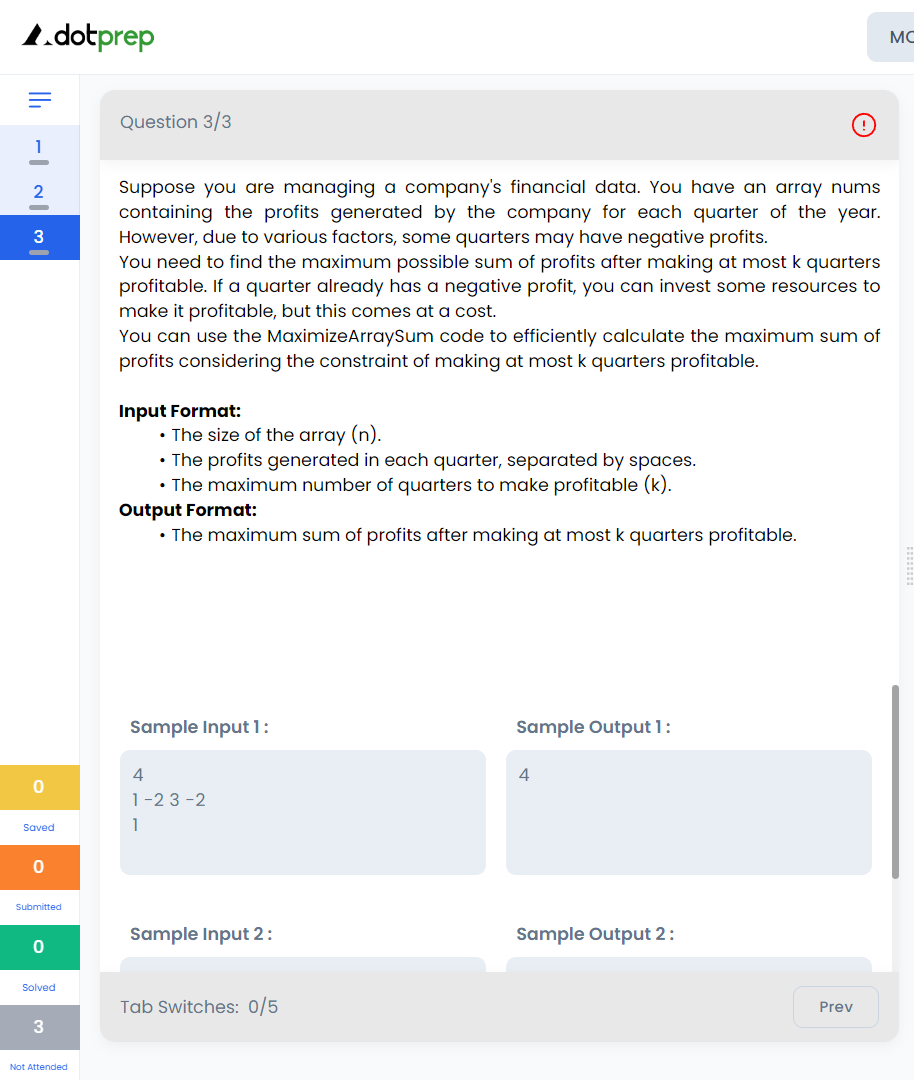 dotprep
MO
Question 3/3
1
2
3
Suppose you are managing a company's financial data. You have an array nums
containing the profits generated by the company for each quarter of the year.
However, due to various factors, some quarters may have negative profits.
You need to find the maximum possible sum of profits after making at most k quarters
profitable. If a quarter already has a negative profit, you can invest some resources to
make it profitable, but this comes at a cost.
You can use the MaximizeArraySum code to efficiently calculate the maximum sum of
profits considering the constraint of making at most k quarters profitable.
Input Format:
• The size of the array (n).
• The profits generated in each quarter, separated by spaces.
• The maximum number of quarters to make profitable (k).
Output Format:
• The maximum sum of profits after making at most k quarters profitable.
Sample Input 1 :
4
1 -2 3 -2
1
Sample Output 1 :
4
Sample Input 2 :
Sample Output 2 :
0
Saved
0
Submitted
0
Solved
3
Not Attended
Tab Switches: 0/5
Prev